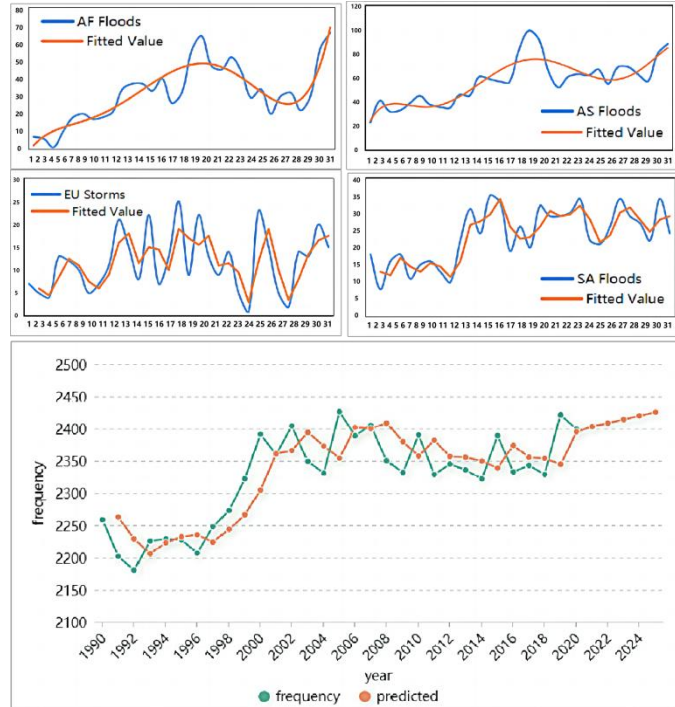 80
70
60
50
40
30
20
10
0
AF Floods
Fitted Value
1 2 3 4 5 6 7 8 9 10 11 12 13 14 15 16 17 18 19 20 21 22 23 24 25 26 27 28 29 30 31
120
100
80
60
40
20
0
AS Floods
Fitted Value
1 2 3 4 5 6 7 8 9 10 11 12 13 14 15 16 17 18 19 20 21 22 23 24 25 26 27 28 29 30 31
30
25
20
15
10
5
0
EU Storms
Fitted Value
1 2 3 4 5 6 7 8 9 10 11 12 13 14 15 16 17 18 19 20 21 22 23 24 25 26 27 28 29 30 31
40
35
30
25
20
15
10
5
0
SA Floods
Fitted Value
1 2 3 4 5 6 7 8 9 10 11 12 13 14 15 16 17 18 19 20 21 22 23 24 25 26 27 28 29 30 31
2500
2450
2400
2350
2300
2250
2200
2150
2100
frequency
1990 1992 1994 1996 1998 2000 2002 2004 2006 2008 2010 2012 2014 2016 2018 2020 2022 2024
year
frequency predicted